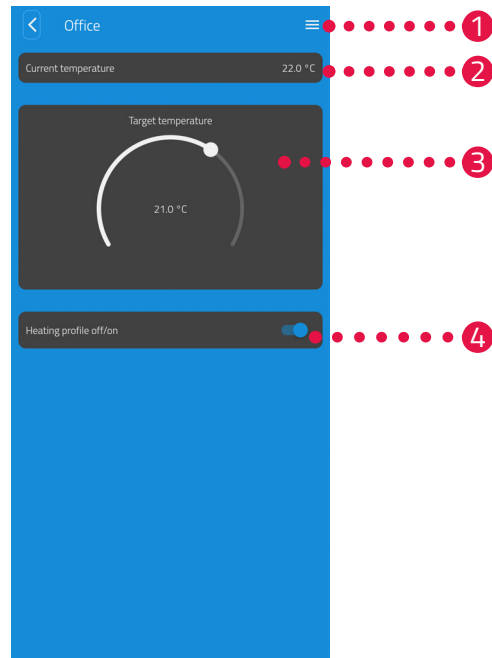 Office
1
Current temperature 22.0 °C
2
Target temperature
3
21.0 °C
Heating profile off/on
4